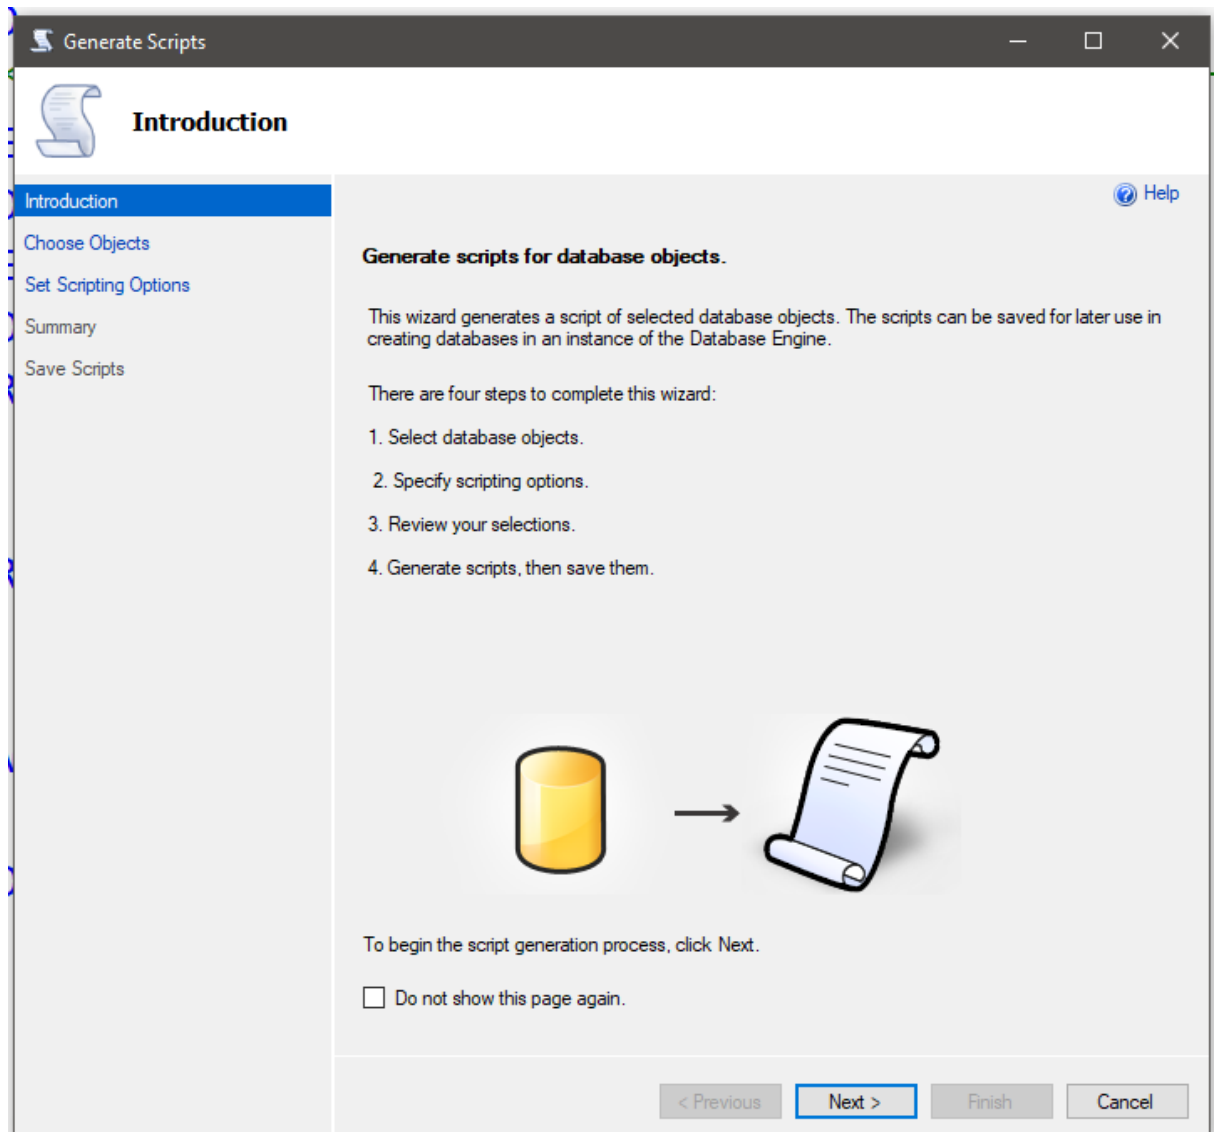 Generate Scripts
Introduction
Introduction
Choose Objects
Set Scripting Options
Summary
Save Scripts
Help
Generate scripts for database objects.
This wizard generates a script of selected database objects. The scripts can be saved for later use in
creating databases in an instance of the Database Engine.
There are four steps to complete this wizard:
1. Select database objects.
2. Specify scripting options.
3. Review your selections.
4. Generate scripts, then save them.
To begin the script generation process, click Next.
Do not show this page again.
< Previous
Next >
Finish
Cancel